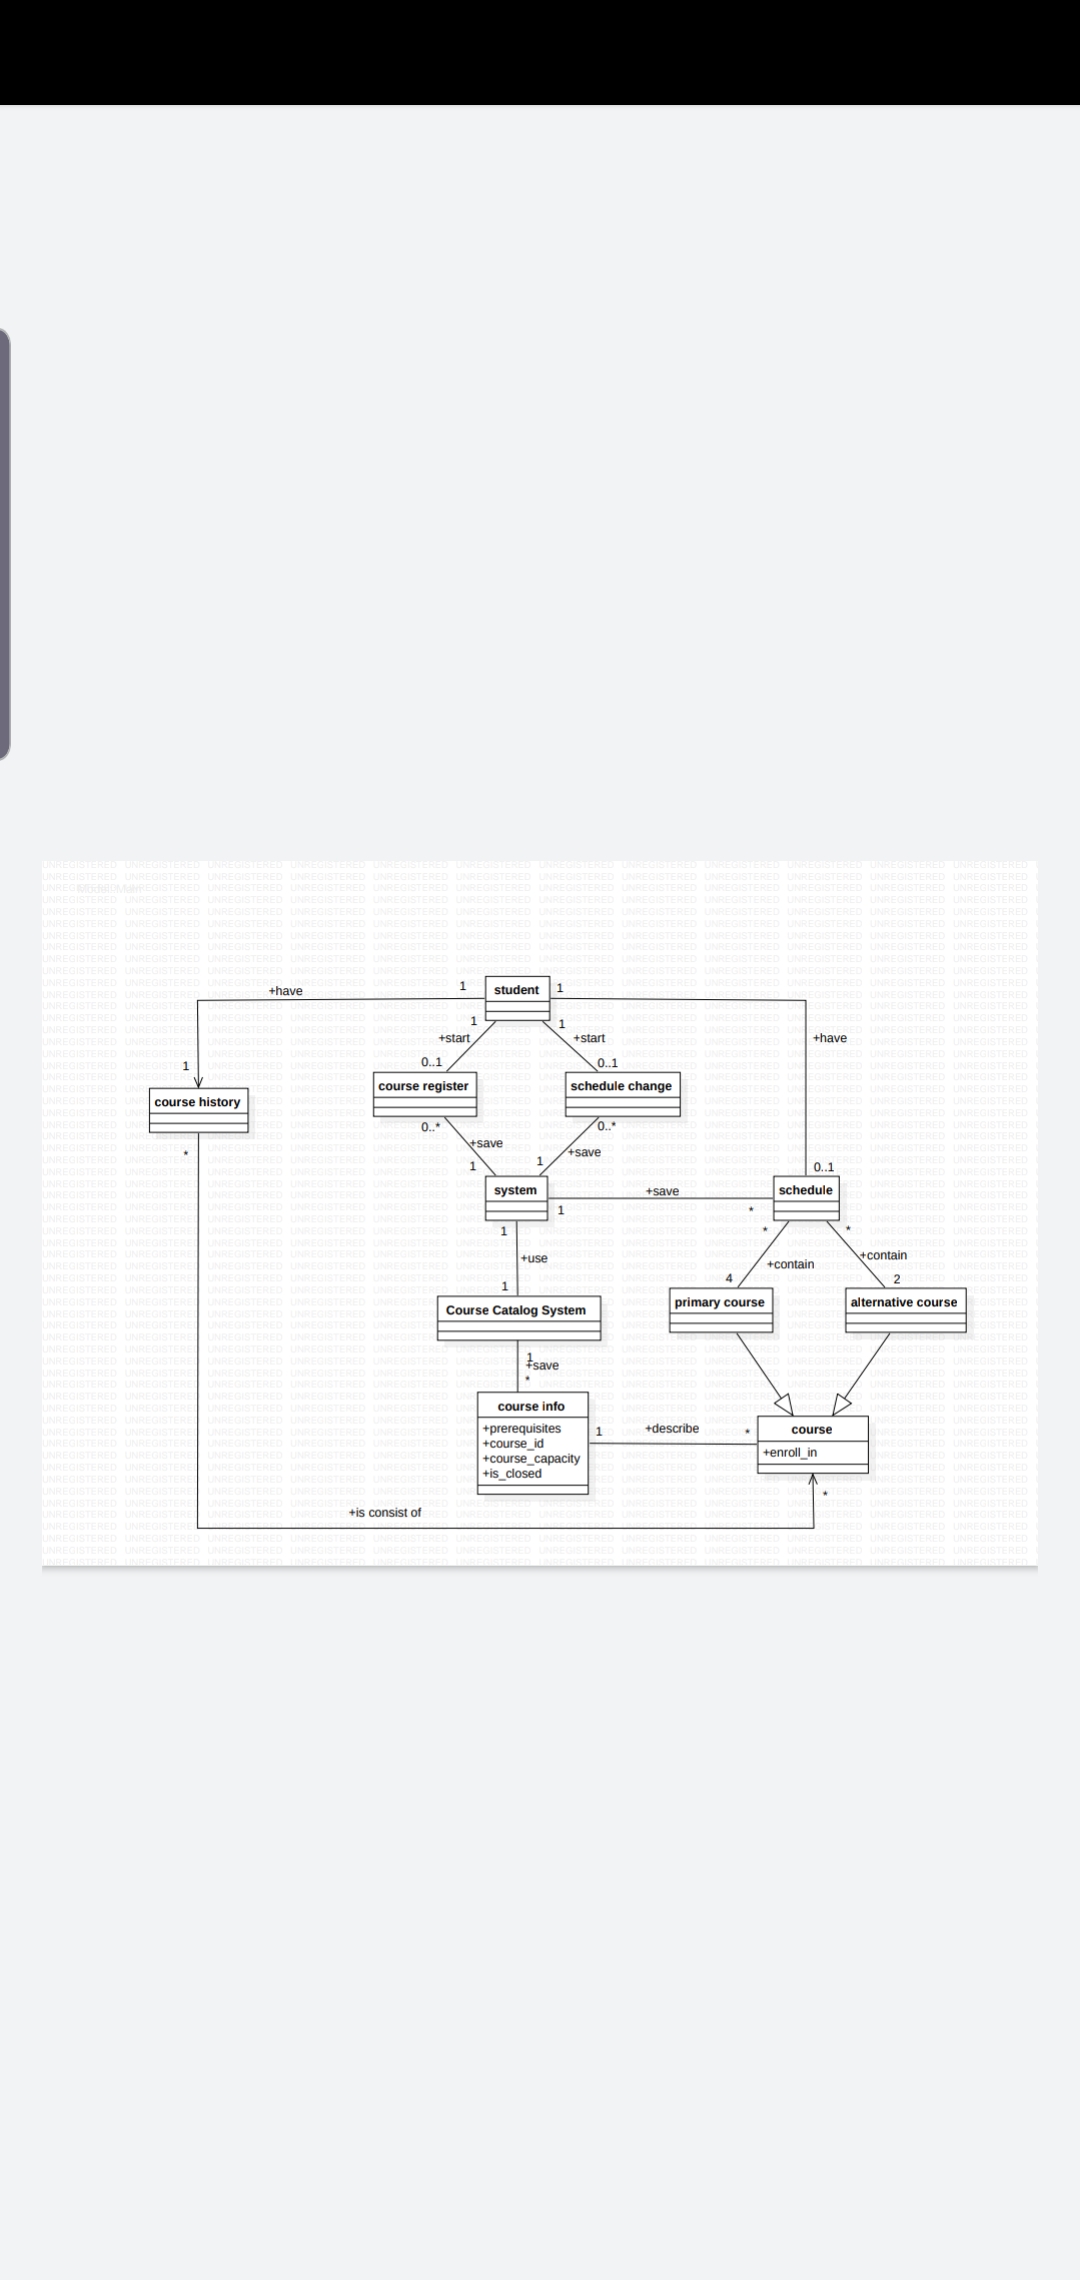 UNREGISTERED
+have
1
student
1
1
+start
1
+start
+have
1
0..1
0..1
course history
course register
schedule change
*
0..*
+save
1
0..*
+save
1
0..1
system
+save
schedule
1
*
1
*
*
+use
+contain
+contain
1
4
2
Course Catalog System
primary course
alternative course
1
+save
*
course info
+prerequisites
+course_id
+course_capacity
+is_closed
1
+describe
*
course
+enroll_in
*
+is consist of